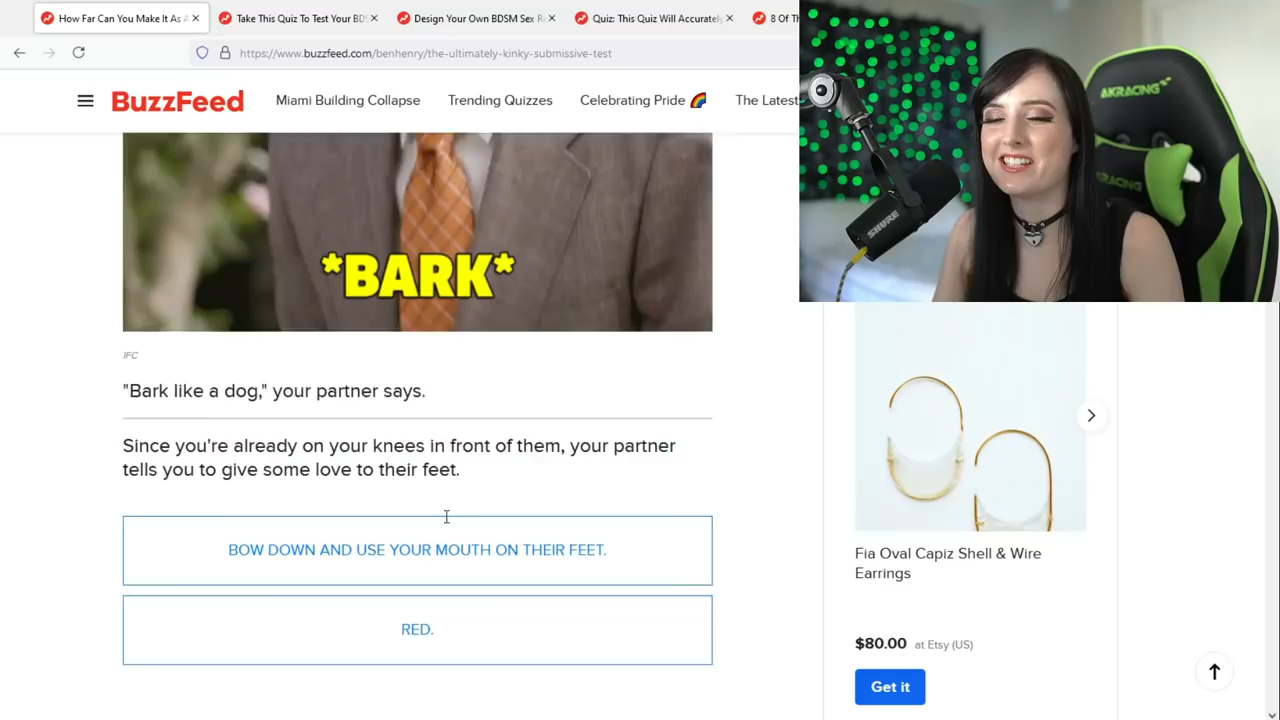 How Far Can You Make It As A
Take This Quiz To Test Your BD
Design Your Own BDSM Sex R
Quiz: This Quiz Will Accurately
8 Of Th
https://www.buzzfeed.com/benhenry/the-ultimately-kinky-submissive-test
BuzzFeed
Miami Building Collapse
Trending Quizzes
Celebrating Pride 🏳️‍🌈
The Latest
AKRACING
AKRACING
SHURE
*BARK*
IFC
"Bark like a dog," your partner says.
Since you're already on your knees in front of them, your partner
tells you to give some love to their feet.
BOW DOWN AND USE YOUR MOUTH ON THEIR FEET.
RED.
Fia Oval Capiz Shell & Wire
Earrings
$80.00 at Etsy (US)
Get it